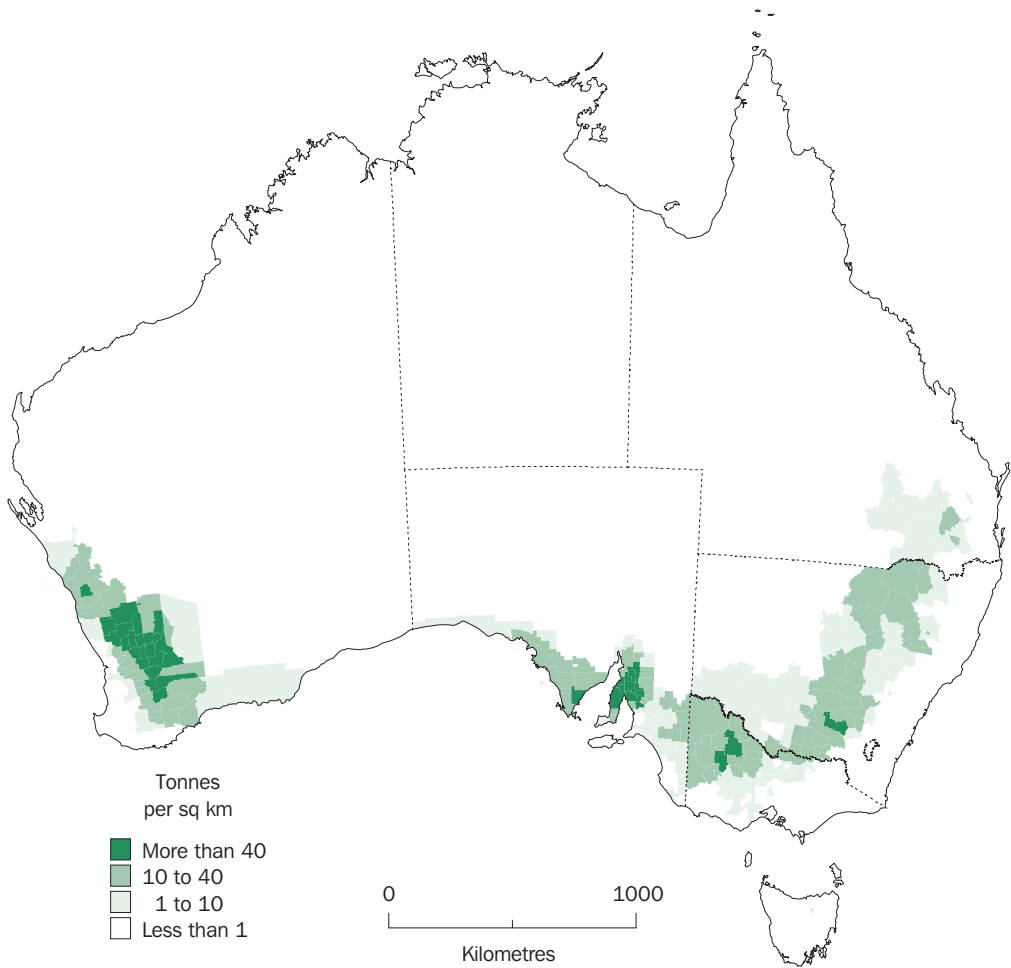 Tonnes
per sq km
More than 40
10 to 40
1 to 10
Less than 1
0 1000
Kilometres